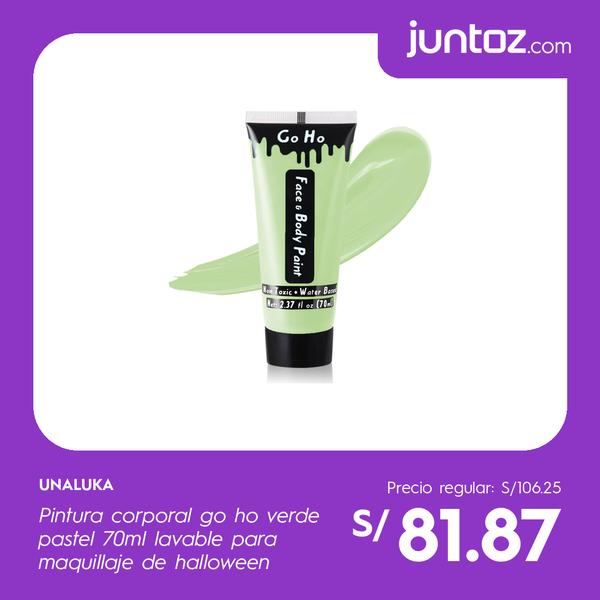 juntoz.com
Go Ho
Face & Body Paint
Non Toxic • Water Based
Net: 2.37 fl oz (70ml)
UNALUKA
Pintura corporal go ho verde
pastel 70ml lavable para
maquillaje de halloween
Precio regular: S/106.25
S/81.87